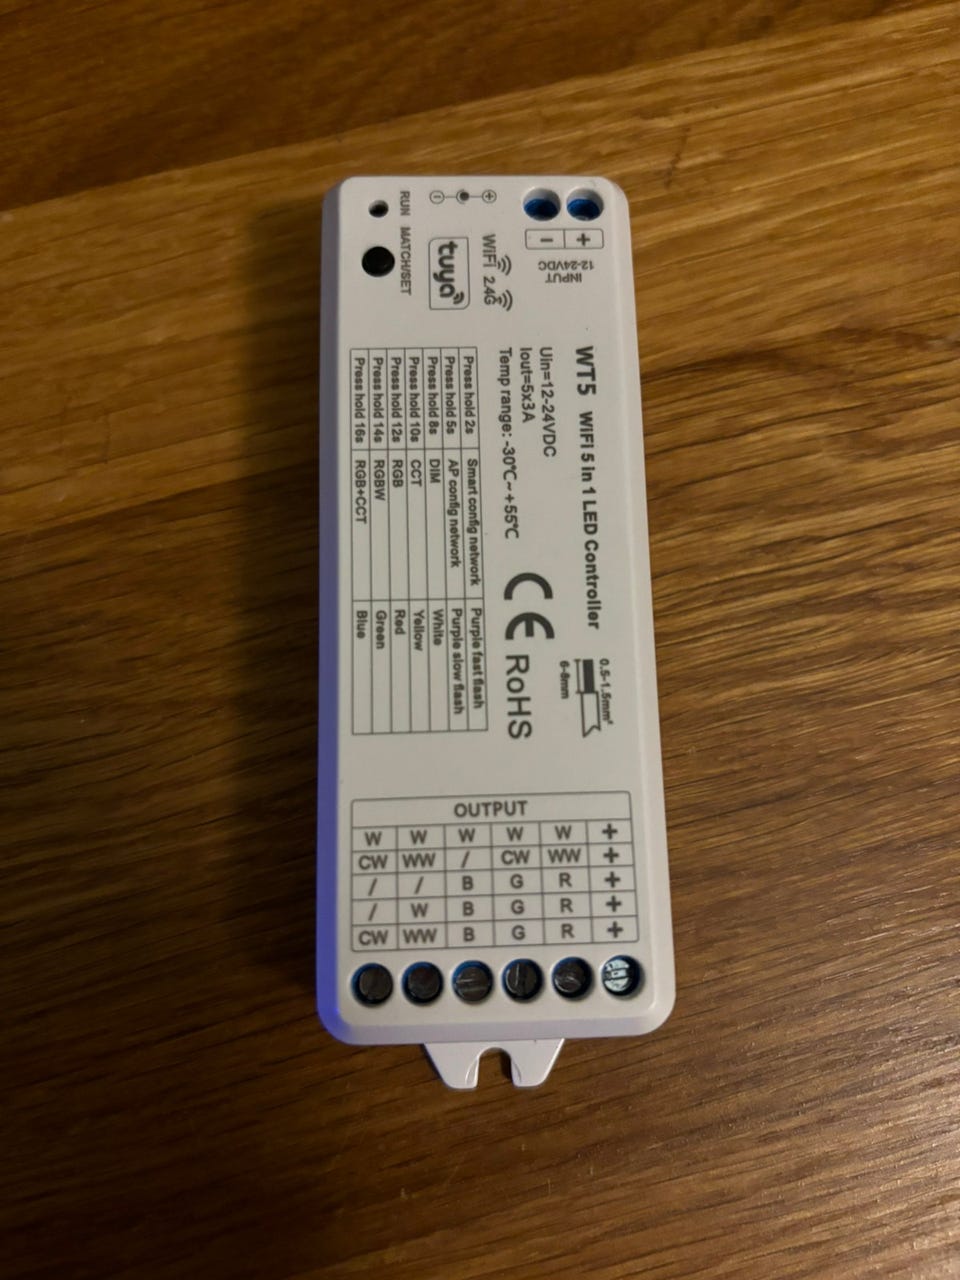 RUN MATCH/SET
tuya
WiFi 2.4G
- +
INPUT
12-24VDC
WT5 WiFi 5 in 1 LED Controller
Uin=12-24VDC
Iout=5x3A
Temp range: -30℃~+55℃
CE RoHS
0.5-1.5mm²
6-8mm
Press hold 2s Smart config network Purple fast flash
Press hold 5s AP config network Purple slow flash
Press hold 8s DIM White
Press hold 10s CCT Yellow
Press hold 12s RGB Red
Press hold 14s RGBW Green
Press hold 16s RGB+CCT Blue
OUTPUT
W W W W W +
CW WW / CW WW +
/ / B G R +
/ W B G R +
CW WW B G R +